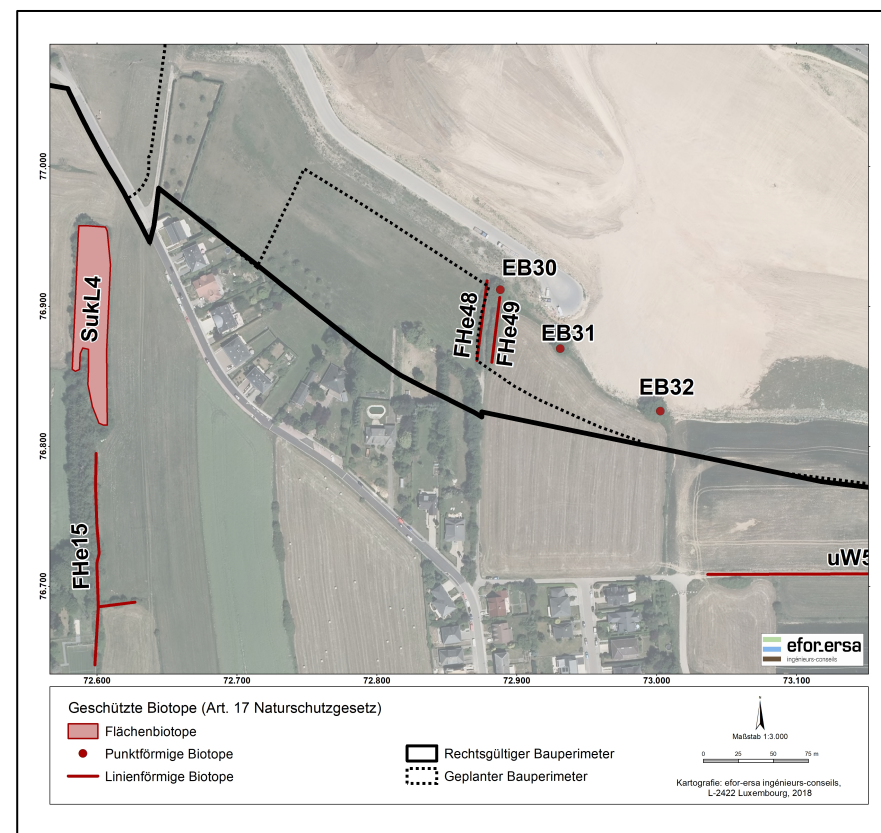 77.000
76.900
76.800
76.700
SukL4
FHe15
EB30
FHe48
FHe49
EB31
EB32
uW5
efor-ersa
ingénieurs-conseils
72.600 72.700 72.800 72.900 73.000 73.100
Geschützte Biotope (Art. 17 Naturschutzgesetz)
Flächenbiotope
Punktförmige Biotope
Linienförmige Biotope
Rechtsgültiger Bauperimeter
Geplanter Bauperimeter
N
Maßstab 1:3.000
0 25 50 75 m
Kartografie: efor-ersa ingénieurs-conseils,
L-2422 Luxembourg, 2018